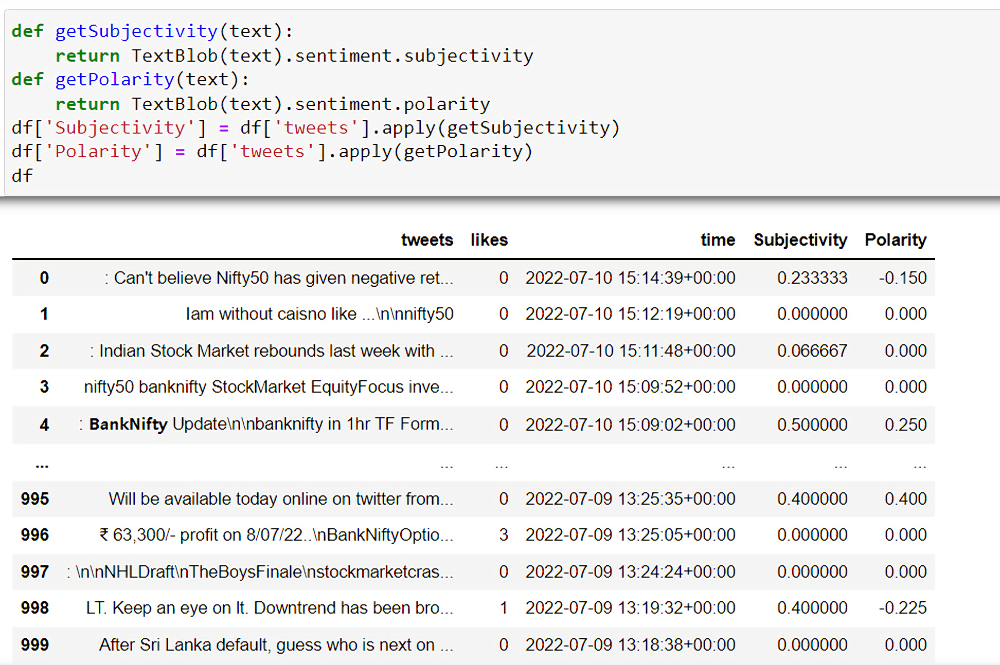 def getSubjectivity(text):
    return TextBlob(text).sentiment.subjectivity
def getPolarity(text):
    return TextBlob(text).sentiment.polarity
df['Subjectivity'] = df['tweets'].apply(getSubjectivity)
df['Polarity'] = df['tweets'].apply(getPolarity)
df
tweets likes time Subjectivity Polarity
0 : Can't believe Nifty50 has given negative ret... 0 2022-07-10 15:14:39+00:00 0.233333 -0.150
1 Iam without caisno like ...\n\nnifty50 0 2022-07-10 15:12:19+00:00 0.000000 0.000
2 : Indian Stock Market rebounds last week with ... 0 2022-07-10 15:11:48+00:00 0.066667 0.000
3 nifty50 banknifty StockMarket EquityFocus inve... 0 2022-07-10 15:09:52+00:00 0.000000 0.000
4 : BankNifty Update\n\nbanknifty in 1hr TF Form... 0 2022-07-10 15:09:02+00:00 0.500000 0.250
... ... ... ... ... ...
995 Will be available today online on twitter from... 0 2022-07-09 13:25:35+00:00 0.400000 0.400
996 ₹ 63,300/- profit on 8/07/22..\nBankNiftyOptio... 3 2022-07-09 13:25:05+00:00 0.000000 0.000
997 : \n\nNHLDraft\nTheBoysFinale\nstockmarketcras... 0 2022-07-09 13:24:24+00:00 0.000000 0.000
998 LT. Keep an eye on lt. Downtrend has been bro... 1 2022-07-09 13:19:32+00:00 0.400000 -0.225
999 After Sri Lanka default, guess who is next on ... 0 2022-07-09 13:18:38+00:00 0.000000 0.000